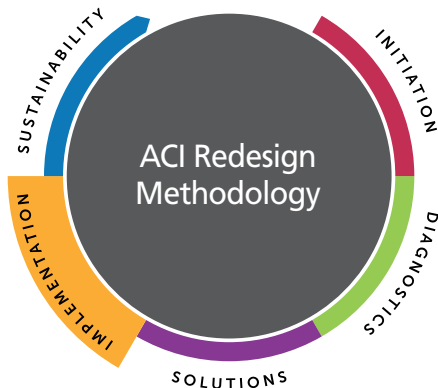 ACI Redesign
Methodology
INITIATION
DIAGNOSTICS
SOLUTIONS
IMPLEMENTATION
SUSTAINABILITY